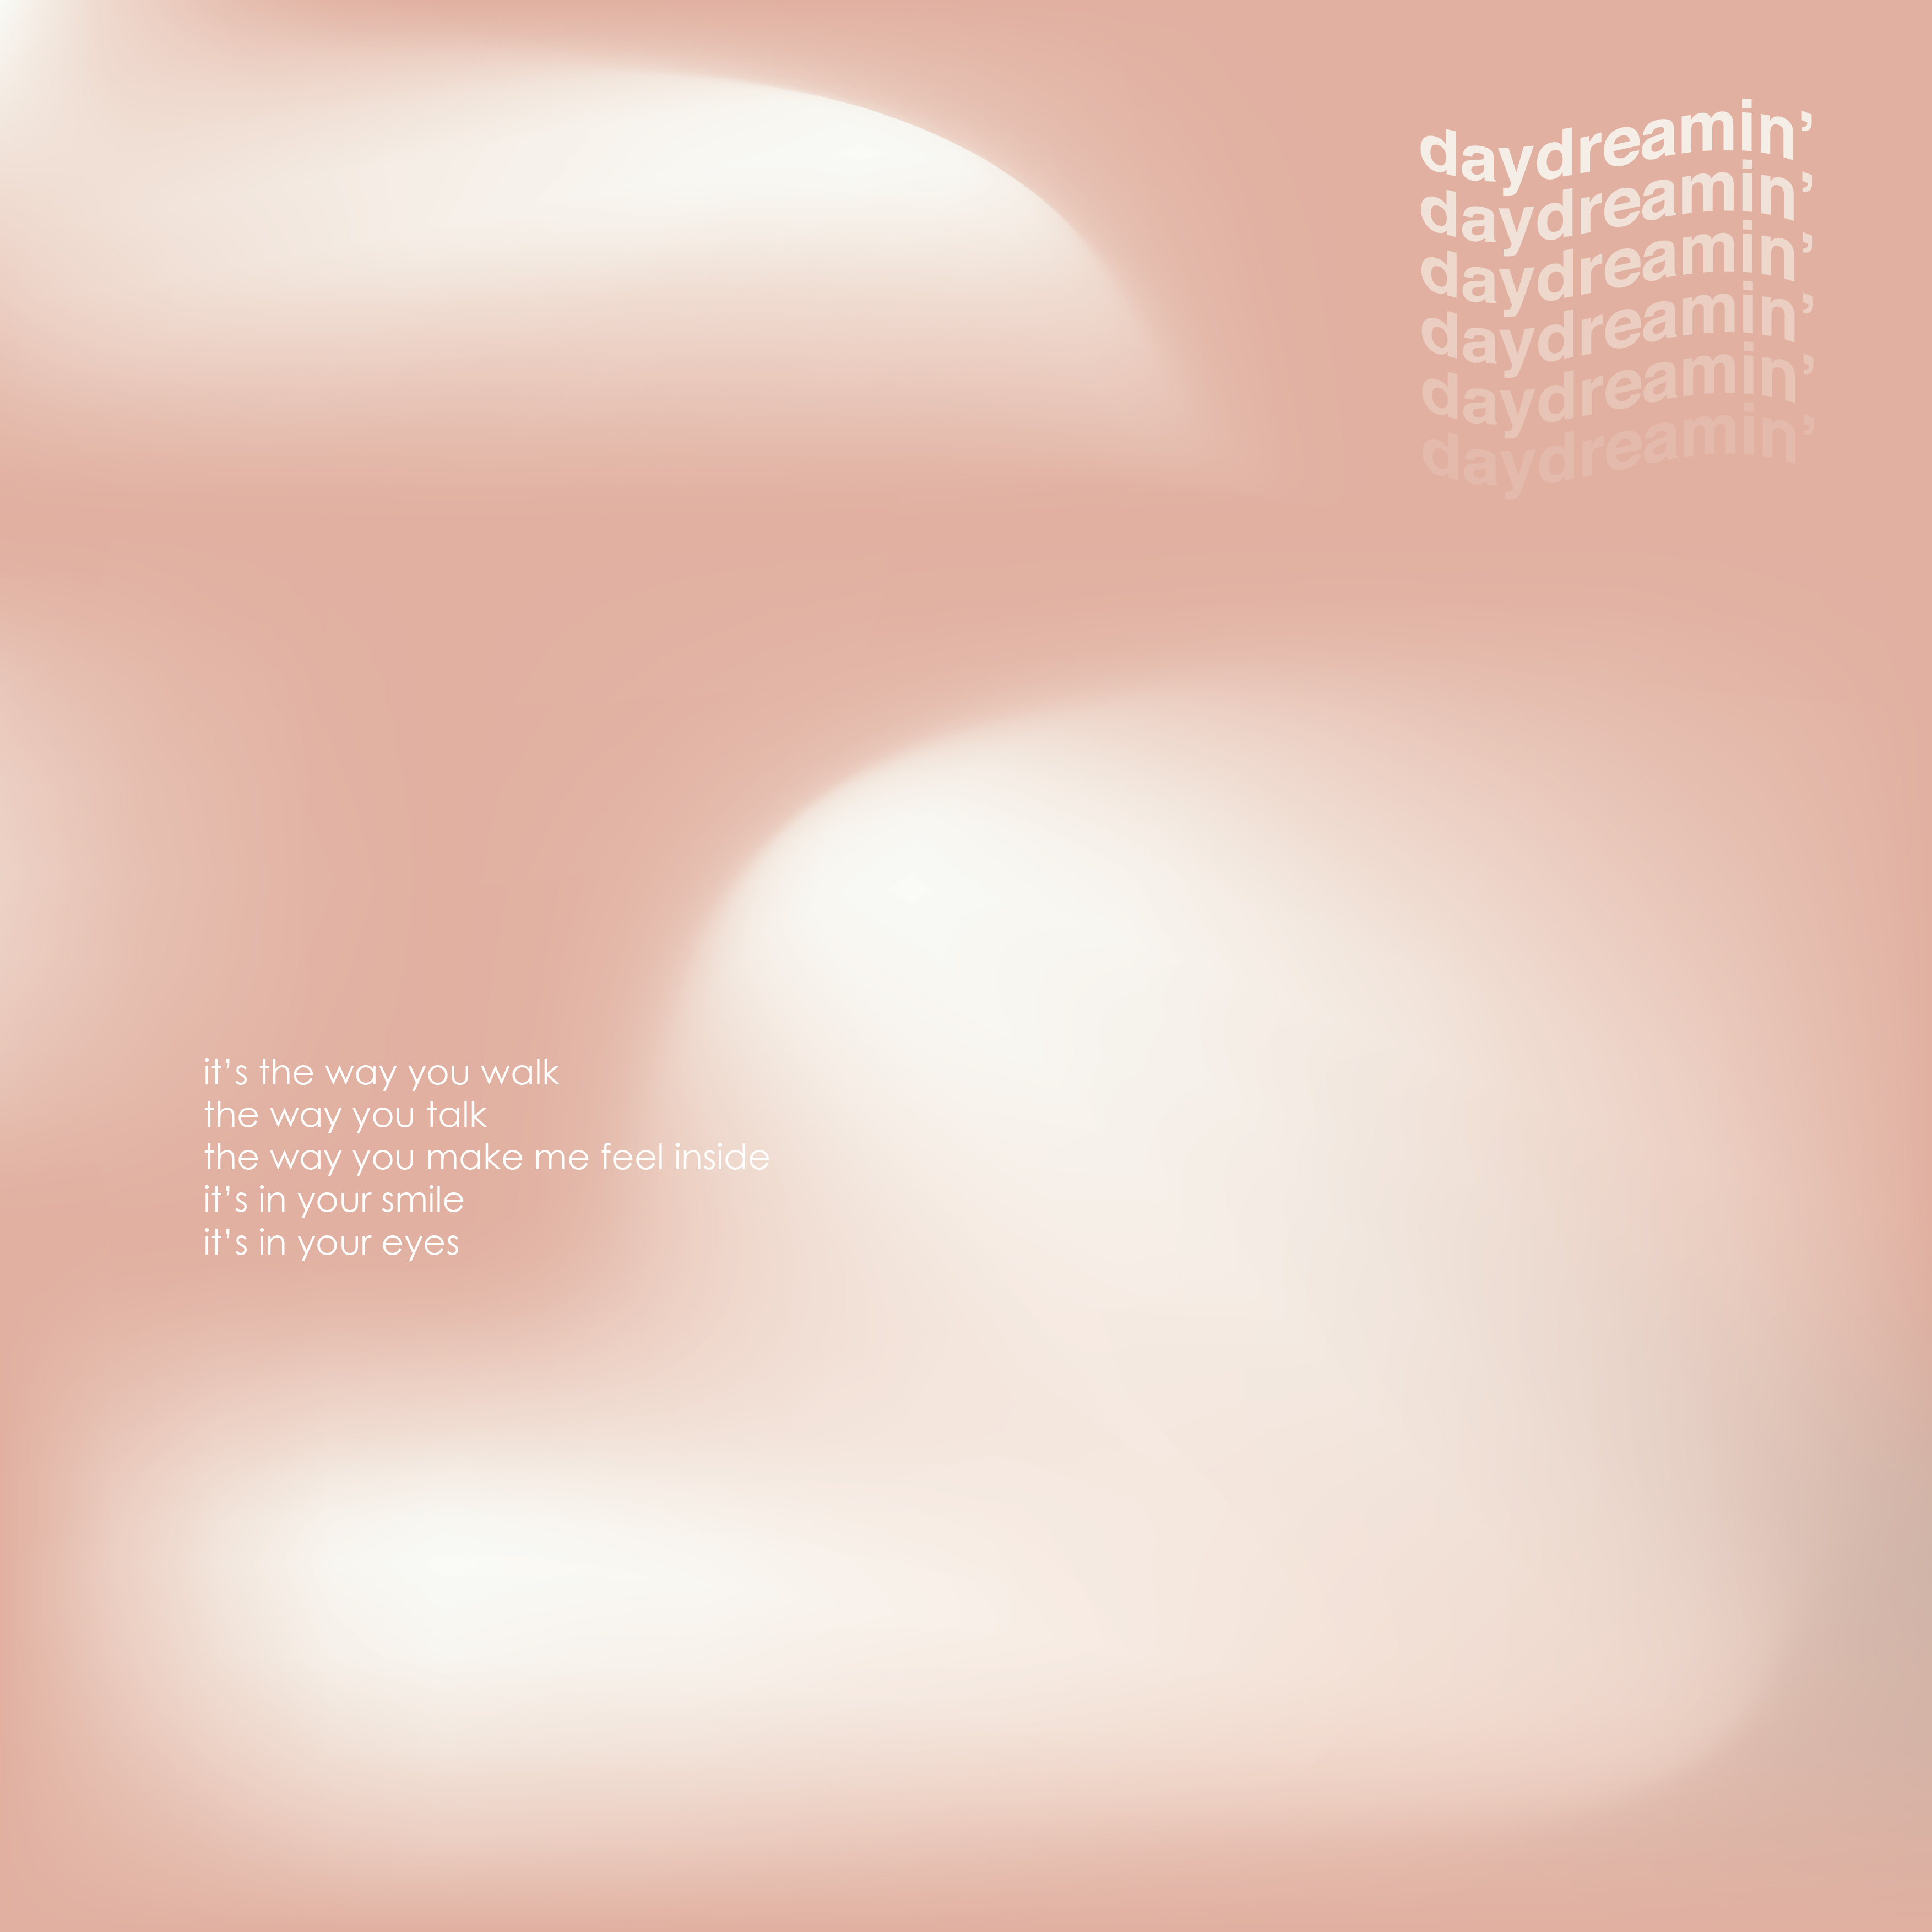 daydreamin’
daydreamin’
daydreamin’
daydreamin’
daydreamin’
daydreamin’
it’s the way you walk
the way you talk
the way you make me feel inside
it’s in your smile
it’s in your eyes